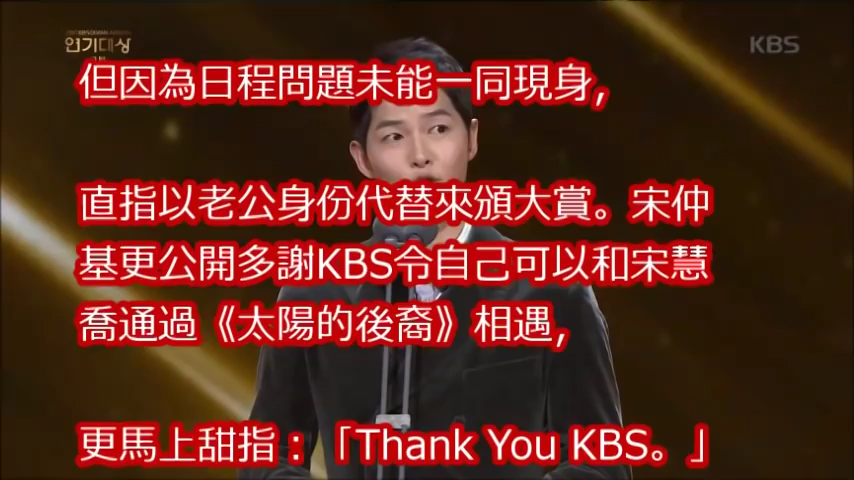 연기대상
KBS
但因為日程問題未能一同現身,
直指以老公身份代替來頒大賞。宋仲
基更公開多謝KBS令自己可以和宋慧
喬通過《太陽的後裔》相遇,
更馬上甜指：「Thank You KBS。」